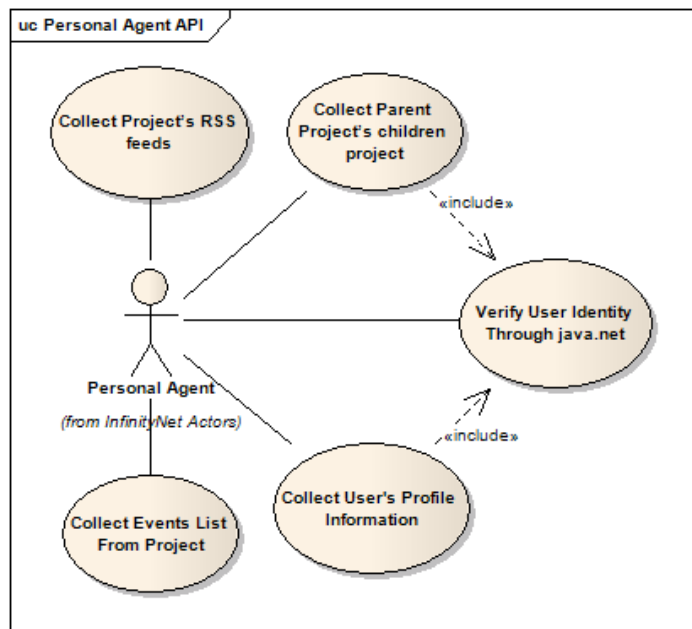 uc Personal Agent API
Collect Project's RSS
feeds
Collect Parent
Project's children
project
«include»
Verify User Identity
Through java.net
Personal Agent
(from InfinityNet Actors)
«include»
Collect User's Profile
Information
Collect Events List
From Project